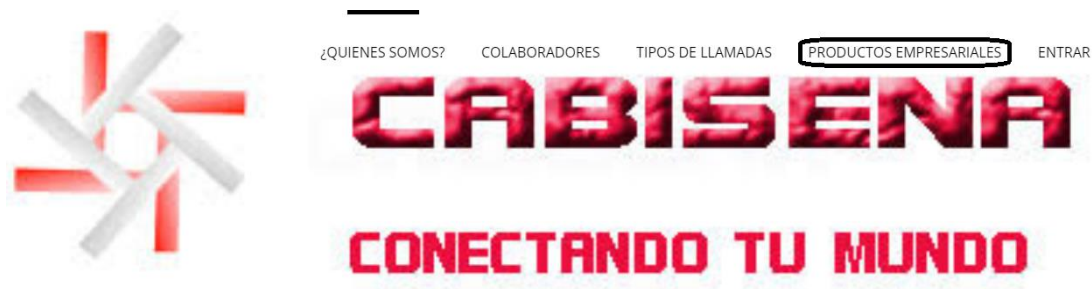 ¿QUIENES SOMOS? COLABORADORES TIPOS DE LLAMADAS PRODUCTOS EMPRESARIALES ENTRAR
CABISENA
CONECTANDO TU MUNDO